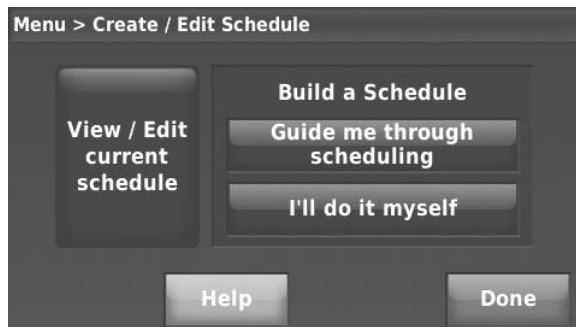 Menu > Create / Edit Schedule
View / Edit
current
schedule
Build a Schedule
Guide me through
scheduling
I'll do it myself
Help
Done